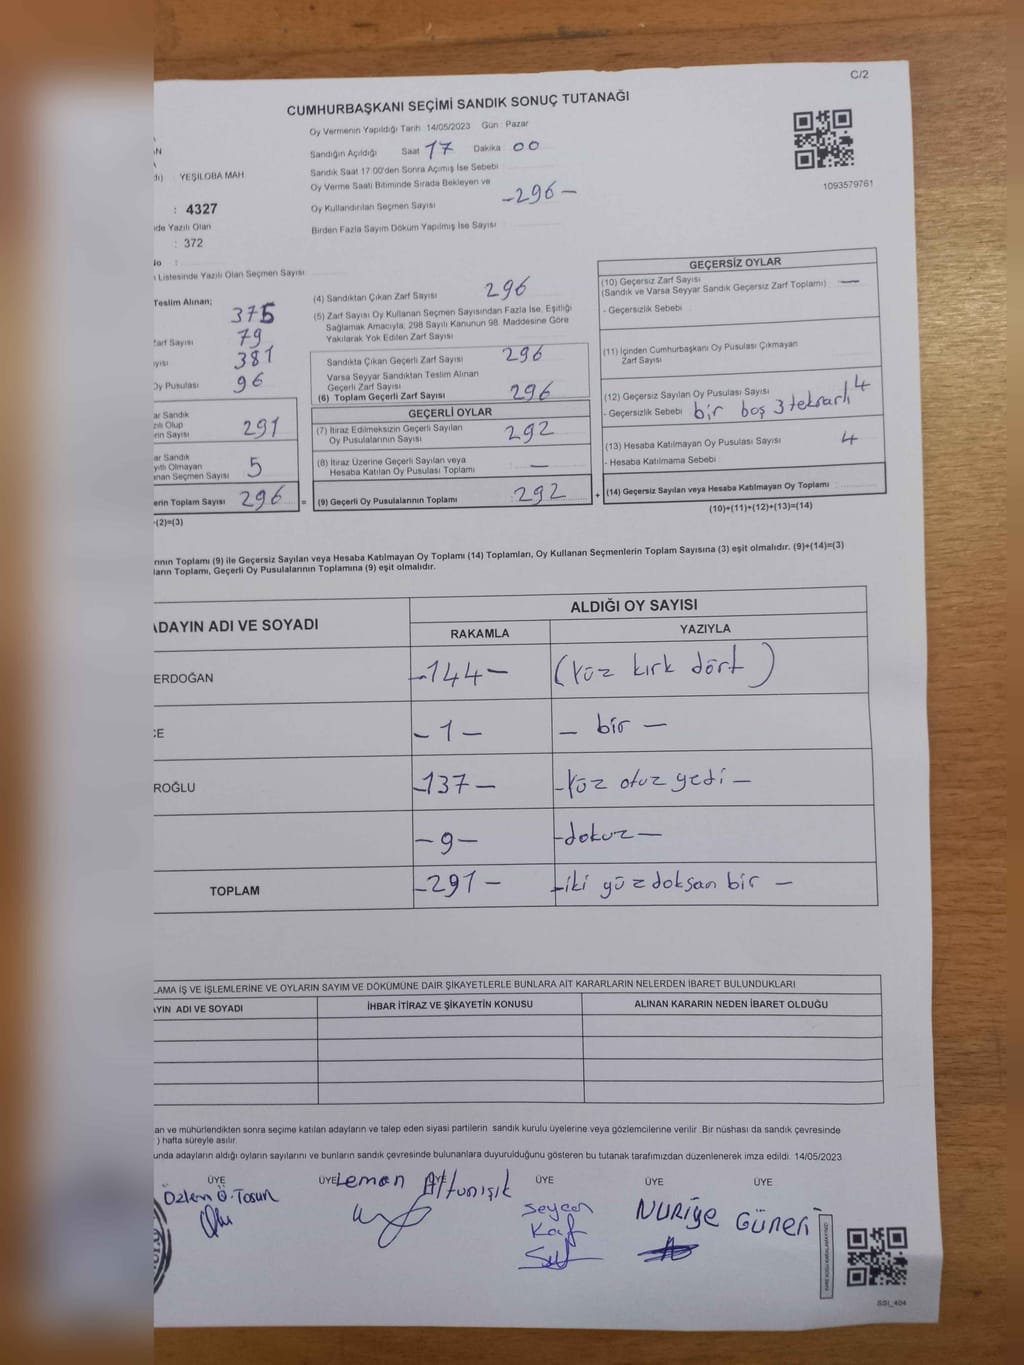 C/2
CUMHURBAŞKANI SEÇİMİ SANDIK SONUÇ TUTANAĞI
Oy Vermenin Yapıldığı Tarih 14/05/2023 Gün : Pazar
Sandığın Açıldığı Saat 17 Dakika 00
Sandık Saat 17:00'den Sonra Açılmış İse Sebebi
Oy Verme Saati Bitiminde Sırada Bekleyen ve
Oy Kullandırılan Seçmen Sayısı -296-
Birden Fazla Sayım Döküm Yapılmış İse Sayısı
1093579761
YEŞİLOBA MAH.
: 4327
Yazılı Olan
: 372
Listesinde Yazılı Olan Seçmen Sayısı
Teslim Alınan;
375
Zarf Sayısı 79
381
Oy Pusulası 96
ar Sandık
zılı Olup
en Sayısı 291
ar Sandık
yıtlı Olmayan
nan Seçmen Sayısı 5
erin Toplam Sayısı 296 =
(2)=(3)
(4) Sandıktan Çıkan Zarf Sayısı 296
(5) Zarf Sayısı Oy Kullanan Seçmen Sayısından Fazla İse, Eşitliği
Sağlamak Amacıyla, 298 Sayılı Kanunun 98. Maddesine Göre
Yakılarak Yok Edilen Zarf Sayısı
Sandıkta Çıkan Geçerli Zarf Sayısı 296
Varsa Seyyar Sandıktan Teslim Alınan
Geçerli Zarf Sayısı
(6) Toplam Geçerli Zarf Sayısı 296
GEÇERLİ OYLAR
(7) İtiraz Edilmeksizin Geçerli Sayılan
Oy Pusulalarının Sayısı 292
(8) İtiraz Üzerine Geçerli Sayılan veya
Hesaba Katılan Oy Pusulası Toplamı —
(9) Geçerli Oy Pusulalarının Toplamı 292 +
GEÇERSİZ OYLAR
(10) Geçersiz Zarf Sayısı
(Sandık ve Varsa Seyyar Sandık Geçersiz Zarf Toplamı) —
- Geçersizlik Sebebi
(11) İçinden Cumhurbaşkanı Oy Pusulası Çıkmayan
Zarf Sayısı
(12) Geçersiz Sayılan Oy Pusulası Sayısı 4
- Geçersizlik Sebebi bir boş 3 tekrarlı
(13) Hesaba Katılmayan Oy Pusulası Sayısı 4
- Hesaba Katılmama Sebebi
(14) Geçersiz Sayılan veya Hesaba Katılmayan Oy Toplamı
(10)+(11)+(12)+(13)=(14)
rının Toplamı (9) ile Geçersiz Sayılan veya Hesaba Katılmayan Oy Toplamı (14) Toplamları, Oy Kullanan Seçmenlerin Toplam Sayısına (3) eşit olmalıdır. (9)+(14)=(3)
ların Toplamı, Geçerli Oy Pusulalarının Toplamına (9) eşit olmalıdır.
ADAYIN ADI VE SOYADI ALDIĞI OY SAYISI
RAKAMLA YAZIYLA
ERDOĞAN -144- (Yüz kırk dört)
CE -1- - bir -
ROĞLU -137- -Yüz otuz yedi-
-9- -dokuz-
TOPLAM -291- -iki yüz doksan bir -
LAMA İŞ VE İŞLEMLERİNE VE OYLARIN SAYIM VE DÖKÜMÜNE DAİR ŞİKAYETLERLE BUNLARA AİT KARARLARIN NELERDEN İBARET BULUNDUKLARI
AYIN ADI VE SOYADI İHBAR İTİRAZ VE ŞİKAYETİN KONUSU ALINAN KARARIN NEDEN İBARET OLDUĞU
an ve mühürlendikten sonra seçime katılan adayların ve talep eden siyasi partilerin sandık kurulu üyelerine veya gözlemcilerine verilir. Bir nüshası da sandık çevresinde
) hafta süreyle asılır.
unda adayların aldığı oyların sayılarını ve bunların sandık çevresinde bulunanlara duyurulduğunu gösteren bu tutanak tarafımızdan düzenlenerek imza edildi. 14/05/2023
ÜYE ÜYE ÜYE ÜYE ÜYE ÜYE
Özlem Ö. Tosun Leman Altunışık
NURİYE GÜNERİ
SGI_404